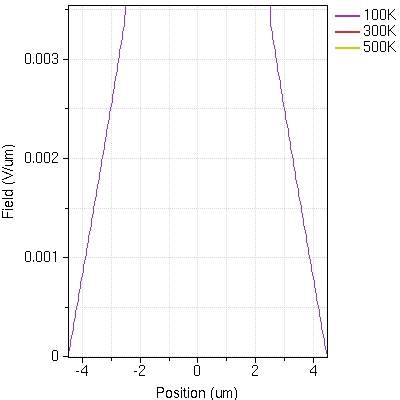 100K
300K
500K
0.003
0.002
0.001
0
Field (V/um)
-4 -2 0 2 4
Position (um)